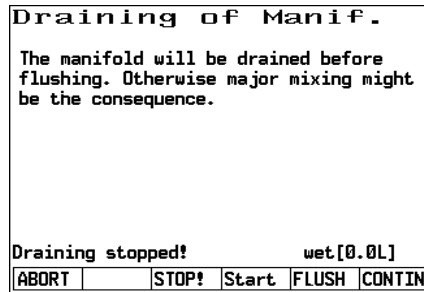 Draining of Manif.
The manifold will be drained before
flushing. Otherwise major mixing might
be the consequence.
Draining stopped! wet[0.0L]
ABORT STOP! Start FLUSH CONTIN